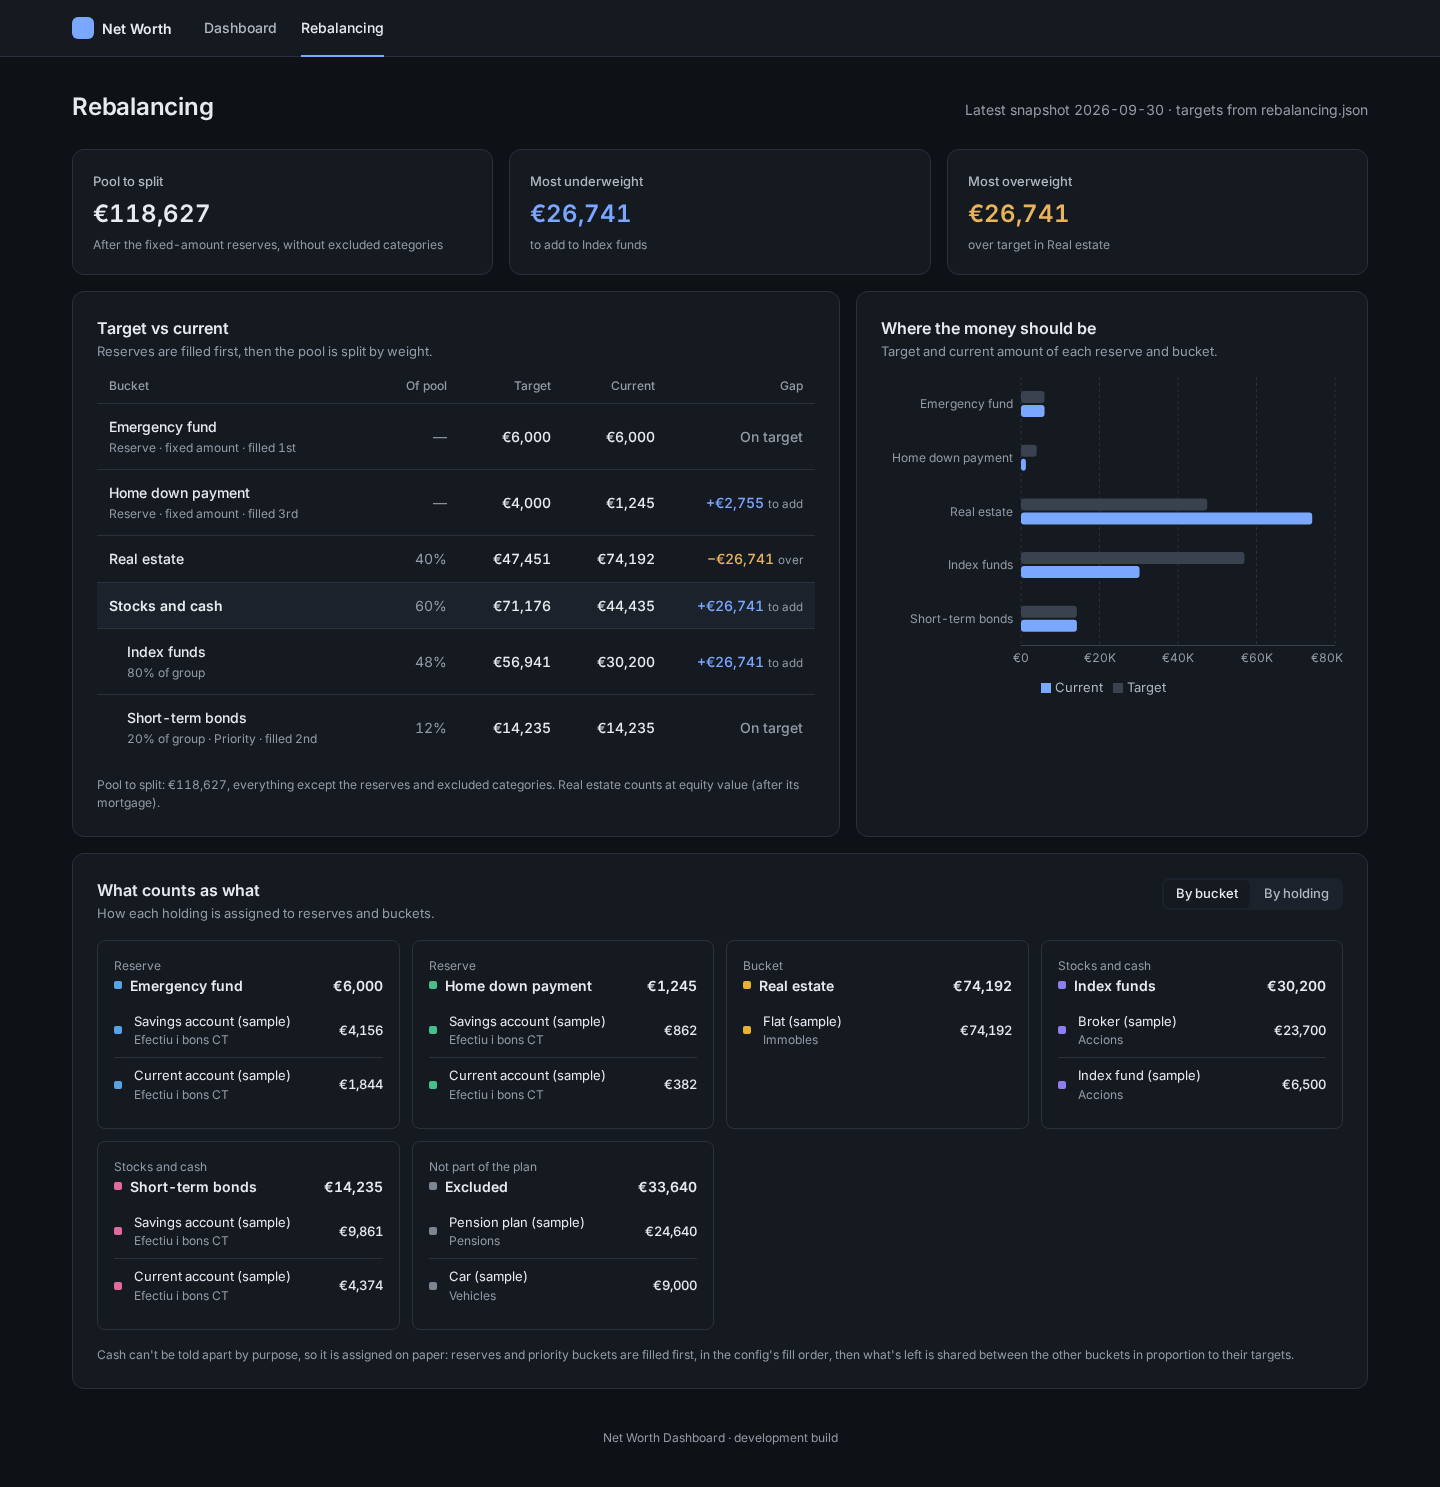 Net Worth Dashboard Rebalancing
Rebalancing
Latest snapshot 2026-09-30 · targets from rebalancing.json
Pool to split
€118,627
After the fixed-amount reserves, without excluded categories
Most underweight
€26,741
to add to Index funds
Most overweight
€26,741
over target in Real estate
Target vs current
Reserves are filled first, then the pool is split by weight.
Bucket Of pool Target Current Gap
Emergency fund
Reserve · fixed amount · filled 1st
— €6,000 €6,000 On target
Home down payment
Reserve · fixed amount · filled 3rd
— €4,000 €1,245 +€2,755 to add
Real estate 40% €47,451 €74,192 −€26,741 over
Stocks and cash 60% €71,176 €44,435 +€26,741 to add
Index funds
80% of group
48% €56,941 €30,200 +€26,741 to add
Short-term bonds
20% of group · Priority · filled 2nd
12% €14,235 €14,235 On target
Pool to split: €118,627, everything except the reserves and excluded categories. Real estate counts at equity value (after its
mortgage).
Where the money should be
Target and current amount of each reserve and bucket.
Emergency fund
Home down payment
Real estate
Index funds
Short-term bonds
€0 €20K €40K €60K €80K
Current Target
What counts as what
How each holding is assigned to reserves and buckets.
By bucket By holding
Reserve
Emergency fund €6,000
Savings account (sample)
Efectiu i bons CT
€4,156
Current account (sample)
Efectiu i bons CT
€1,844
Reserve
Home down payment €1,245
Savings account (sample)
Efectiu i bons CT
€862
Current account (sample)
Efectiu i bons CT
€382
Bucket
Real estate €74,192
Flat (sample)
Immobles
€74,192
Stocks and cash
Index funds €30,200
Broker (sample)
Accions
€23,700
Index fund (sample)
Accions
€6,500
Stocks and cash
Short-term bonds €14,235
Savings account (sample)
Efectiu i bons CT
€9,861
Current account (sample)
Efectiu i bons CT
€4,374
Not part of the plan
Excluded €33,640
Pension plan (sample)
Pensions
€24,640
Car (sample)
Vehicles
€9,000
Cash can't be told apart by purpose, so it is assigned on paper: reserves and priority buckets are filled first, in the config's fill order, then what's left is shared between the other buckets in proportion to their targets.
Net Worth Dashboard · development build